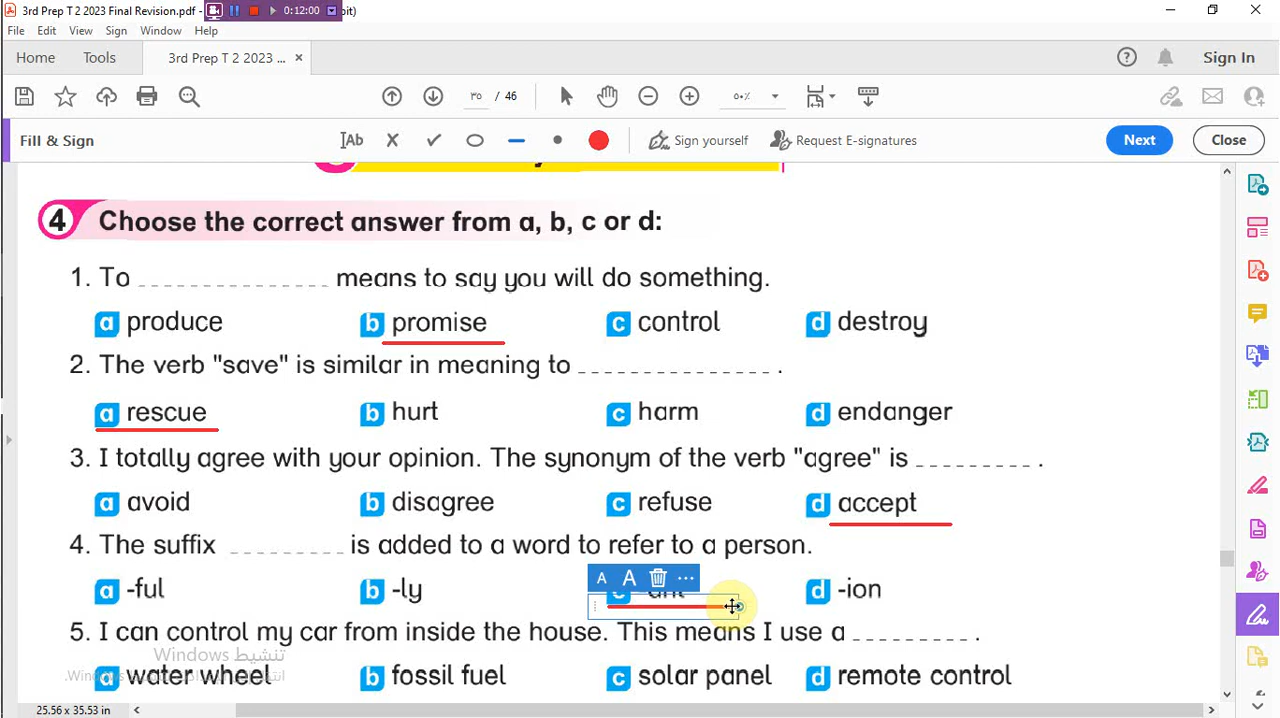 3rd Prep T 2 2023 Final Revision.pdf - 0:12:00 bit)
File Edit View Sign Window Help
Home Tools 3rd Prep T 2 2023 ... × Sign In
٣٥ / 46 ٥٠٪
Fill & Sign Ab Sign yourself Request E-signatures Next Close
4 Choose the correct answer from a, b, c or d:
1. To _ _ _ _ _ _ _ _ _ _ _ _ _ _ _ means to say you will do something.
a produce b promise c control d destroy
2. The verb "save" is similar in meaning to _ _ _ _ _ _ _ _ _ _ _ _ _ _ _ .
a rescue b hurt c harm d endanger
3. I totally agree with your opinion. The synonym of the verb "agree" is _ _ _ _ _ _ _ _ _ .
a avoid b disagree c refuse d accept
4. The suffix _ _ _ _ _ _ _ _ _ is added to a word to refer to a person.
A A ...
a -ful b -ly c -ant d -ion
5. I can control my car from inside the house. This means I use a _ _ _ _ _ _ _ _ _ .
تنشيط Windows
a water wheel b fossil fuel c solar panel d remote control
25.56 x 35.53 in